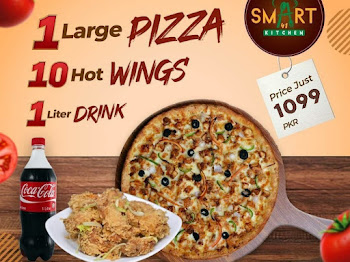 1 Large PIZZA
SMART
KITCHEN
10 Hot WINGS
Price Just
1099
PKR
1 Liter DRINK
Coca-Cola